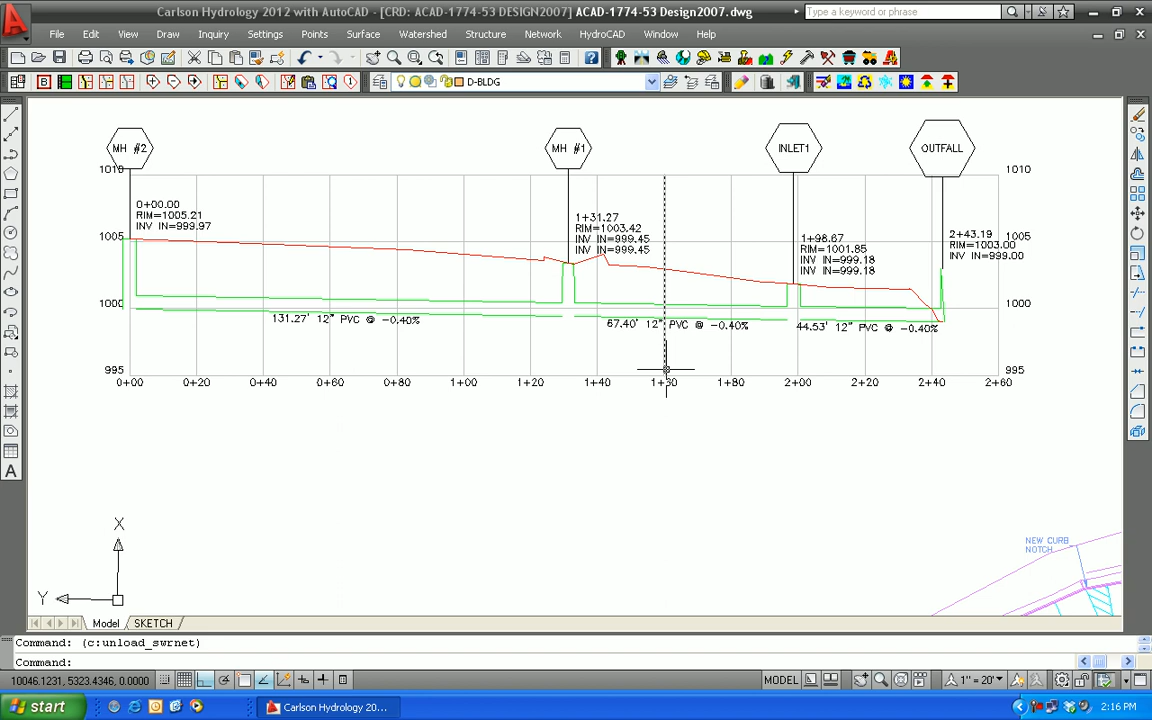 Carlson Hydrology 2012 with AutoCAD - [CRD: ACAD-1774-53 DESIGN2007] ACAD-1774-53 Design2007.dwg
Type a keyword or phrase
File Edit View Draw Inquiry Settings Points Surface Watershed Structure Network HydroCAD Window Help
D-BLDG
MH #2 MH #1 INLET1 OUTFALL
1010 1010
0+00.00
RIM=1005.21
INV IN=999.97
1+31.27
RIM=1003.42
INV IN=999.45
INV IN=999.45
1+98.67
RIM=1001.85
INV IN=999.18
INV IN=999.18
2+43.19
RIM=1003.00
INV IN=999.00
1005 1005
1000 1000
131.27' 12" PVC @ -0.40% 67.40' 12" PVC @ -0.40% 44.53' 12" PVC @ -0.40%
995 995
0+00 0+20 0+40 0+60 0+80 1+00 1+20 1+40 1+80 2+00 2+20 2+40 2+60
X
Y
NEW CURB
NOTCH
Model SKETCH
Command: (c:unload_swrnet)
Command:
10046.1231, 5323.4346, 0.0000 MODEL 1" = 20'
start Carlson Hydrology 20... 2:16 PM
A